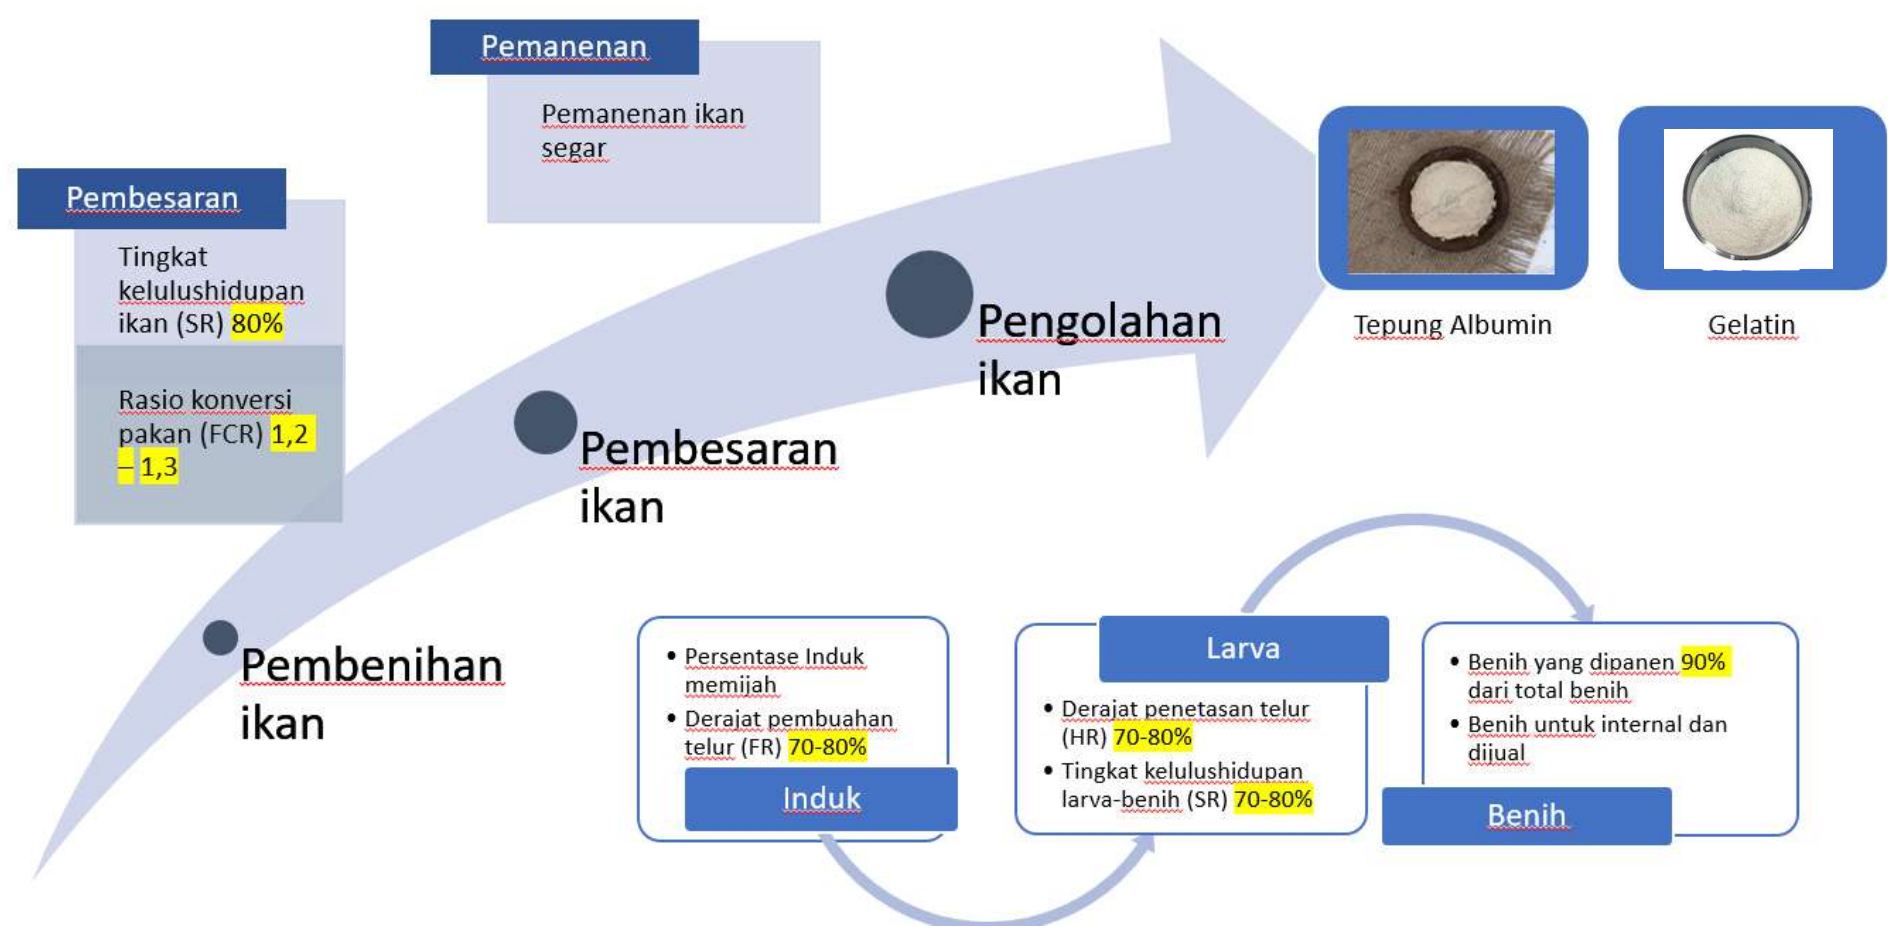 Pemanenan
Pemanenan ikan
segar
Pembesaran
Tingkat
kelulushidupan
ikan (SR) 80%
Rasio konversi
pakan (FCR) 1,2
– 1,3
Pengolahan
ikan
Pembesaran
ikan
Pembenihan
ikan
Tepung Albumin
Gelatin
• Persentase Induk
memijah
• Derajat pembuahan
telur (FR) 70-80%
Induk
Larva
• Derajat penetasan telur
(HR) 70-80%
• Tingkat kelulushidupan
larva-benih (SR) 70-80%
• Benih yang dipanen 90%
dari total benih
• Benih untuk internal dan
dijual
Benih